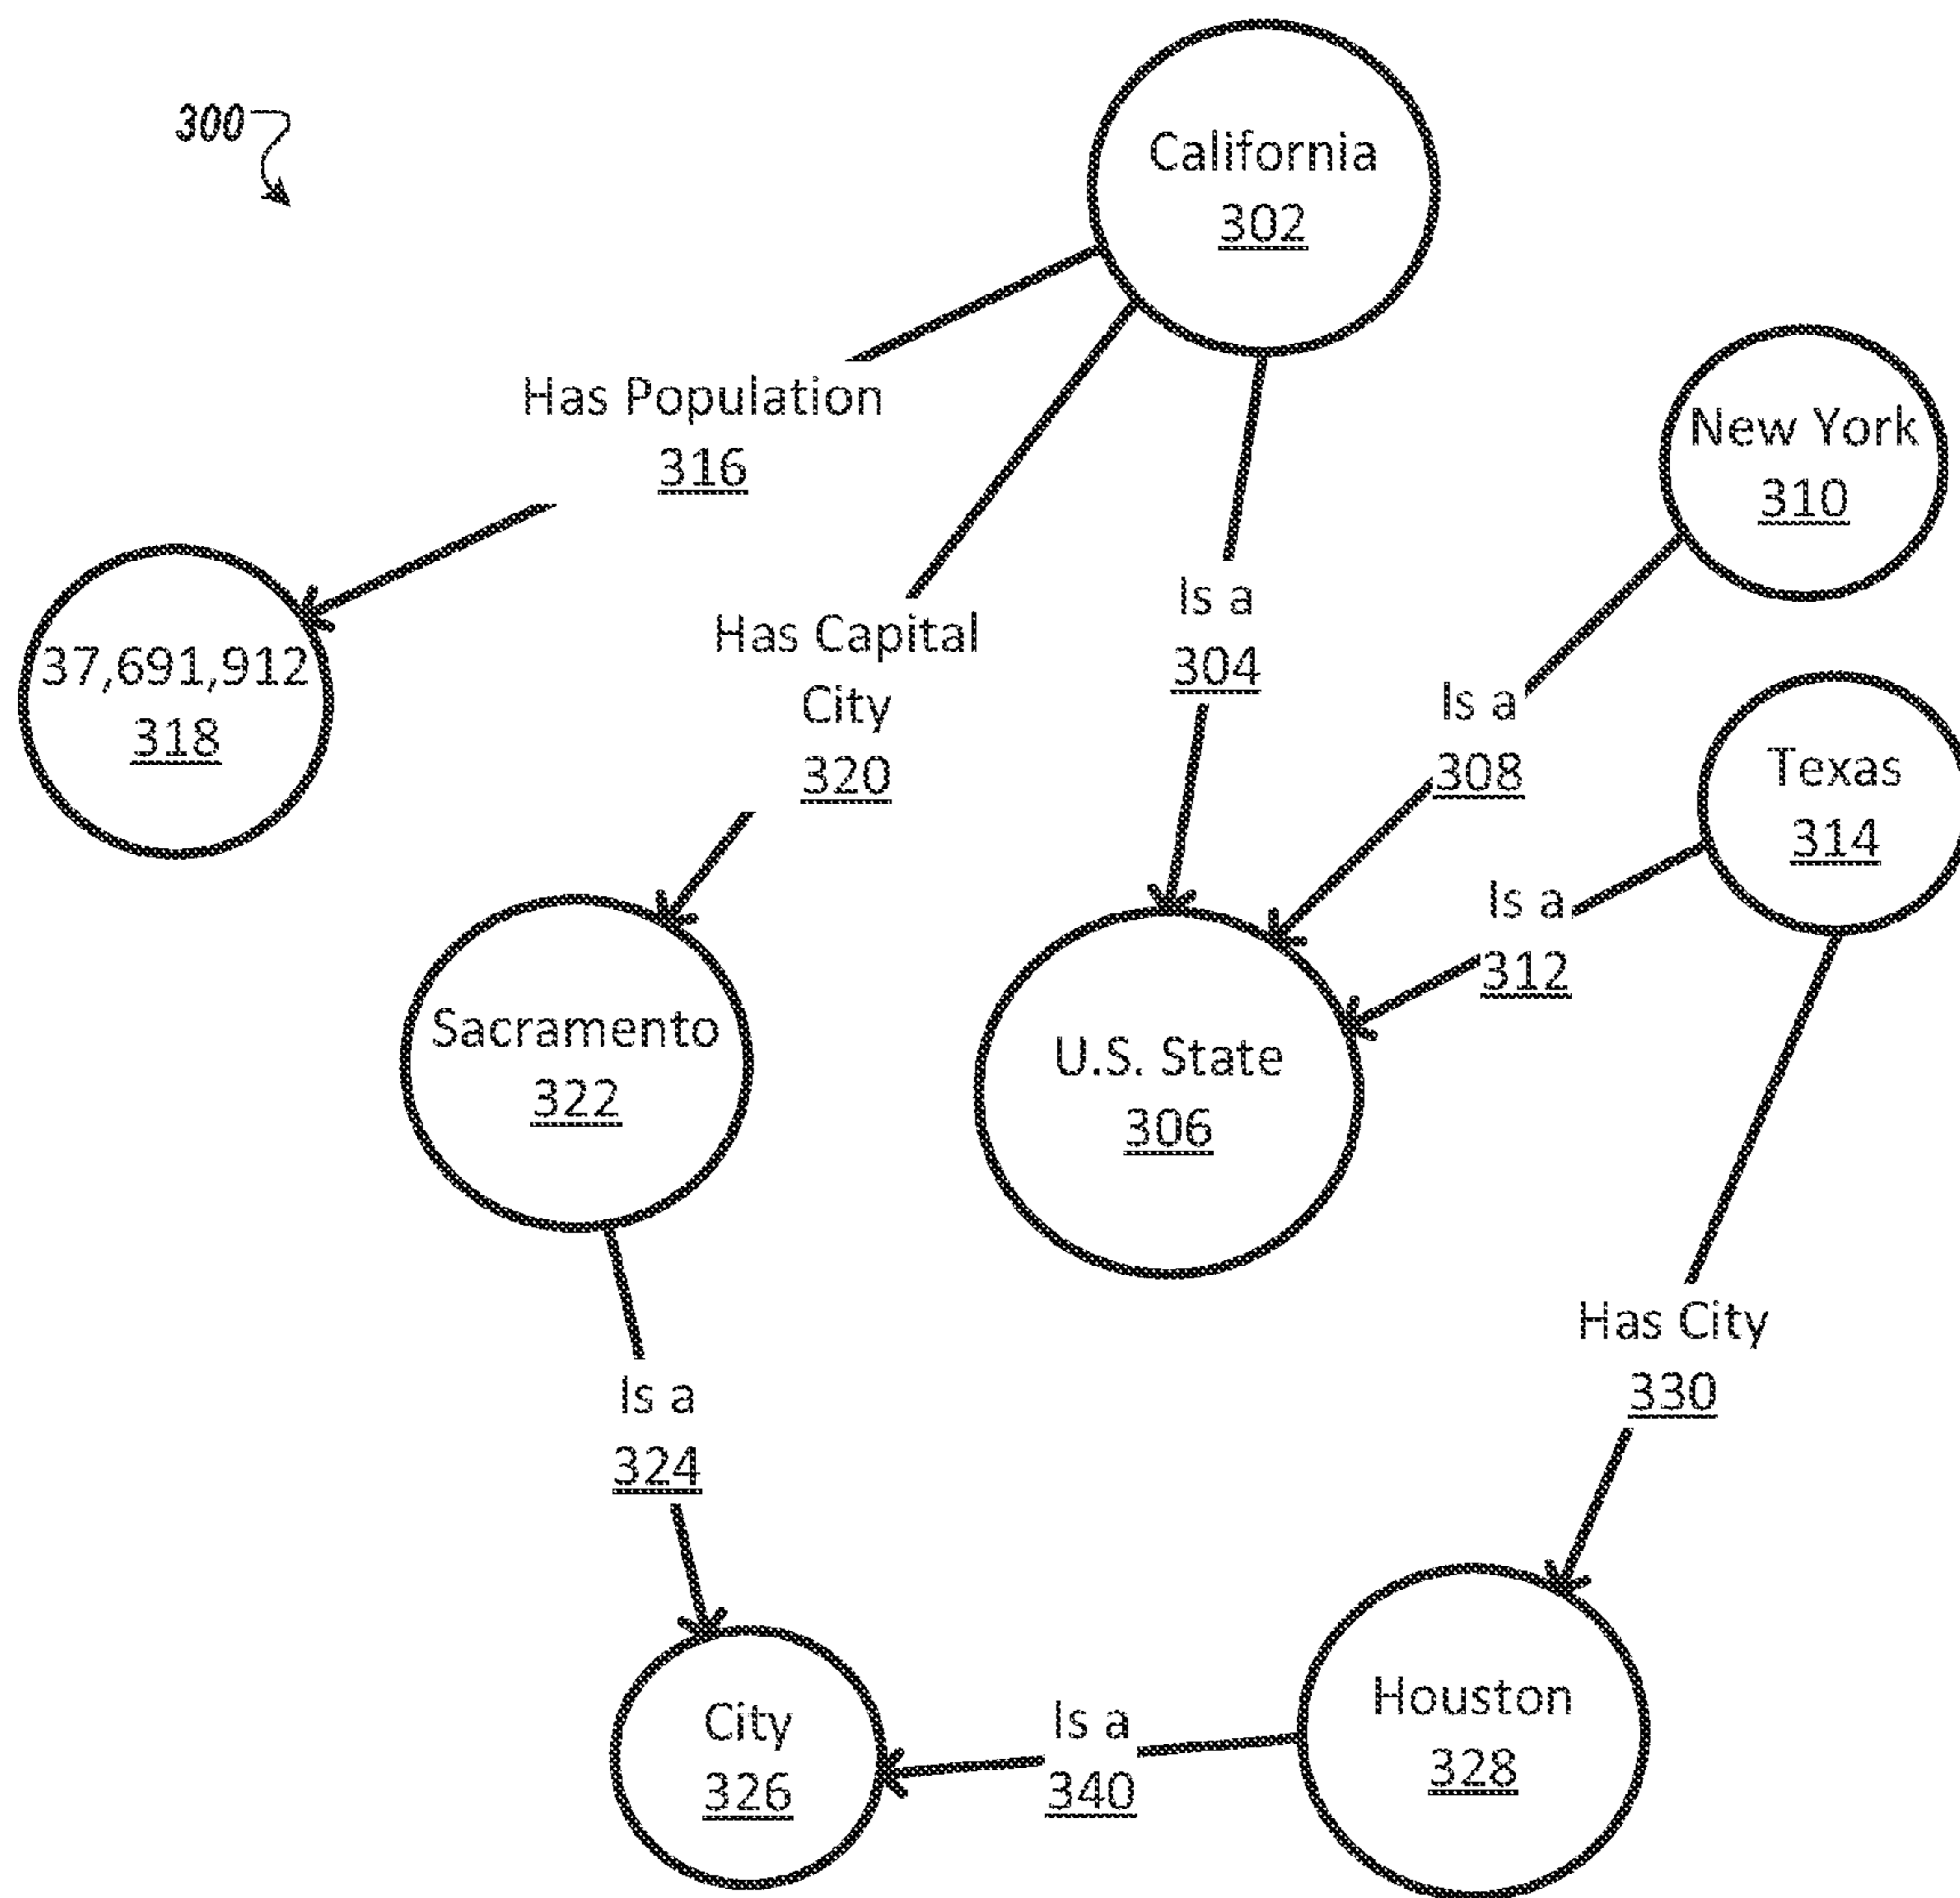 300
California
302
Has Population
316
New York
310
Is a
304
Has Capital
City
320
37,691,912
318
Is a
308
Texas
314
Is a
312
Sacramento
322
U.S. State
306
Has City
330
Is a
324
City
326
Is a
340
Houston
328